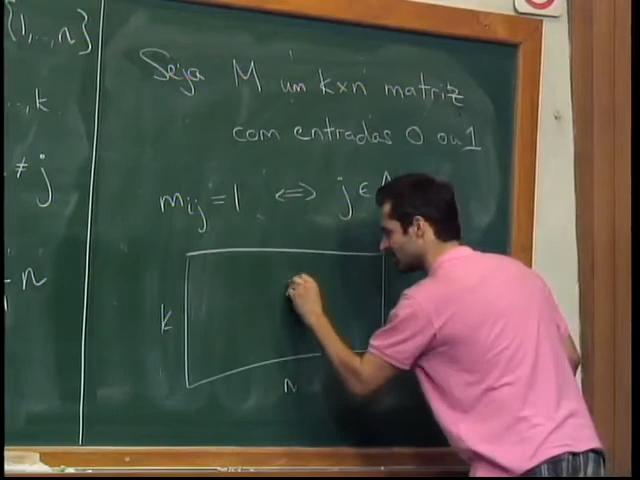 {1,...,n}
..., k
≠ j
n
Seja M um k×n matriz
com entradas 0 ou 1
m_ij = 1 ⟺ j ∈
k
n